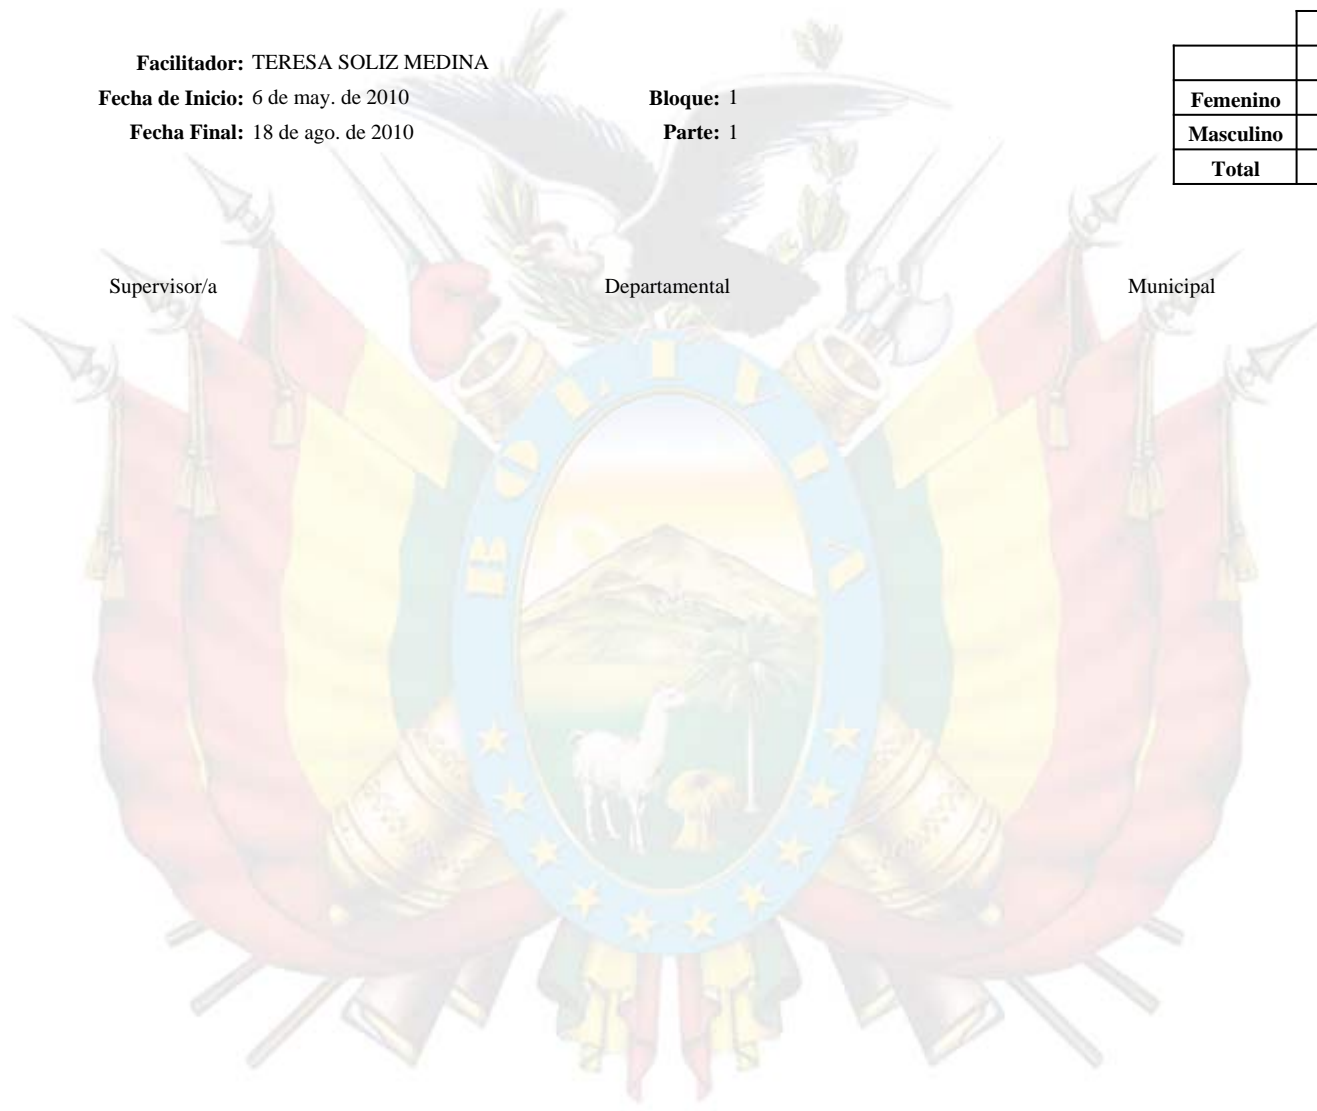 Facilitador: TERESA SOLIZ MEDINA
Fecha de Inicio: 6 de may. de 2010 Bloque: 1
Fecha Final: 18 de ago. de 2010 Parte: 1
Femenino
Masculino
Total
Supervisor/a Departamental Municipal
BOLIVIA